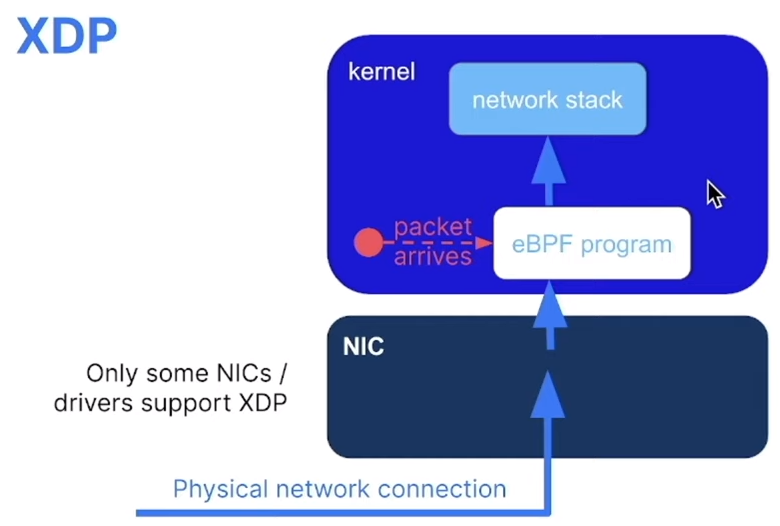 XDP
kernel
network stack
packet
arrives
eBPF program
NIC
Only some NICs /
drivers support XDP
Physical network connection